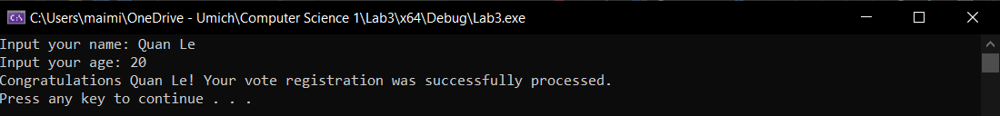 C:\Users\maimi\OneDrive - Umich\Computer Science 1\Lab3\x64\Debug\Lab3.exe
Input your name: Quan Le
Input your age: 20
Congratulations Quan Le! Your vote registration was successfully processed.
Press any key to continue . . .